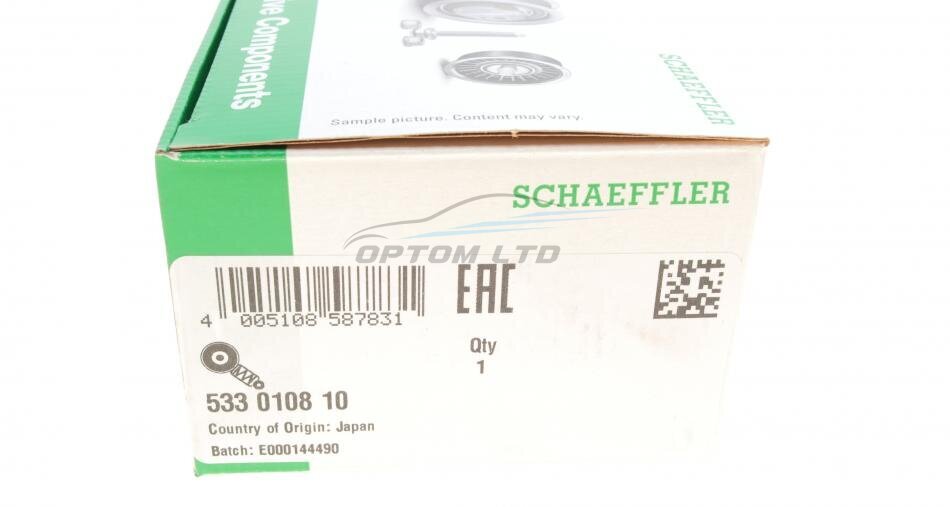 ve Components
Sample picture. Content may vary.
SCHAEFFLER
SCHAEFFLER
OPTOM LTD
4 005108 587831
EAC
Qty
1
533 0108 10
Country of Origin: Japan
Batch: E000144490